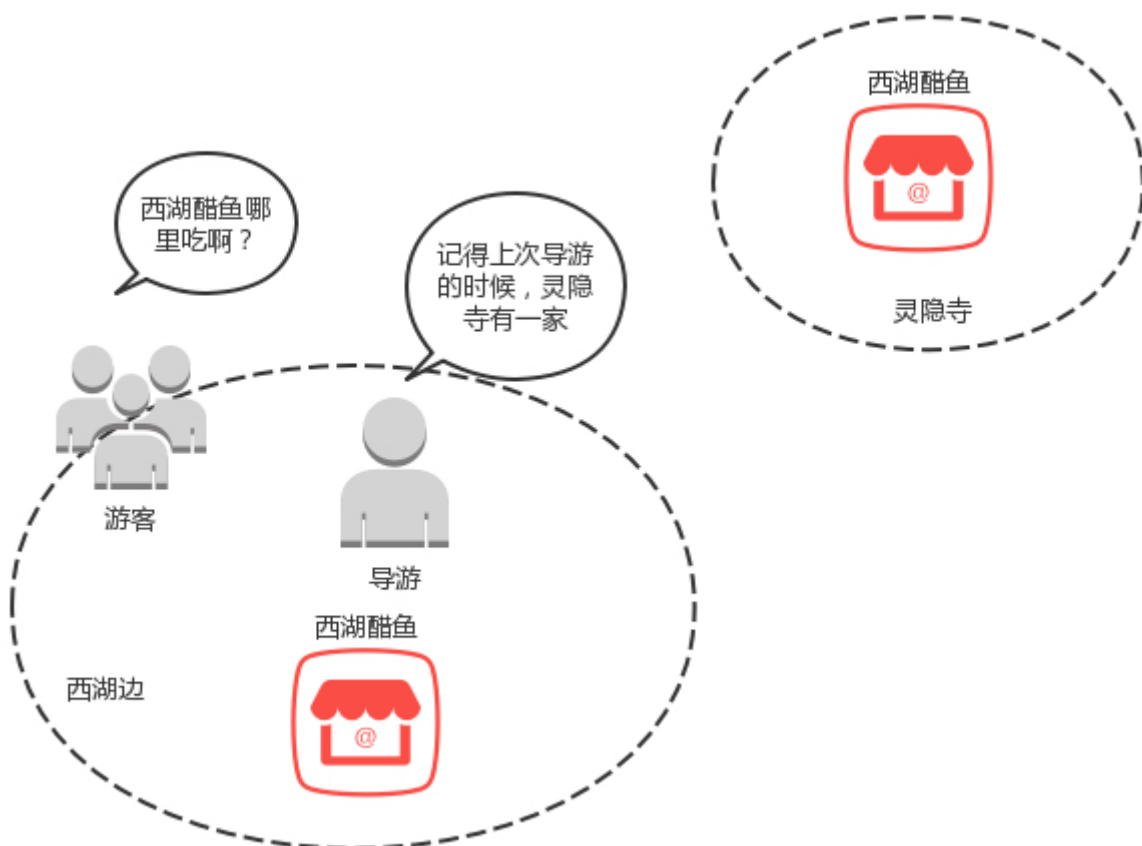 西湖醋鱼
@
灵隐寺
西湖醋鱼哪
里吃啊？
记得上次导游
的时候，灵隐
寺有一家
游客
导游
西湖醋鱼
@
西湖边